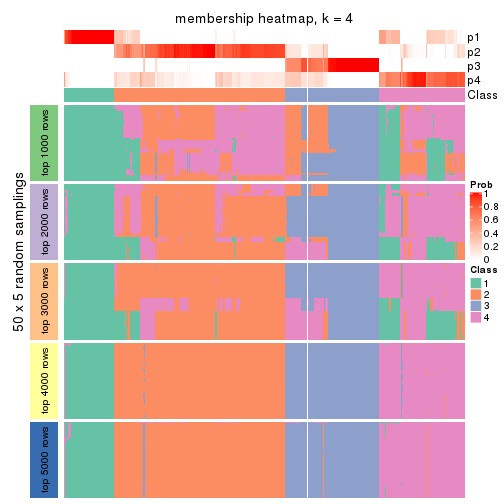 membership heatmap, k = 4
p1
p2
p3
p4
Class
50 x 5 random samplings
top 1000 rows
top 2000 rows
top 3000 rows
top 4000 rows
top 5000 rows
Prob
1
0.8
0.6
0.4
0.2
0
Class
1
2
3
4